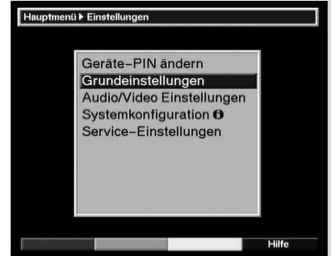 Hauptmenü ▶ Einstellungen
Geräte-PIN ändern
Grundeinstellungen
Audio/Video Einstellungen
Systemkonfiguration ℹ
Service-Einstellungen
Hilfe